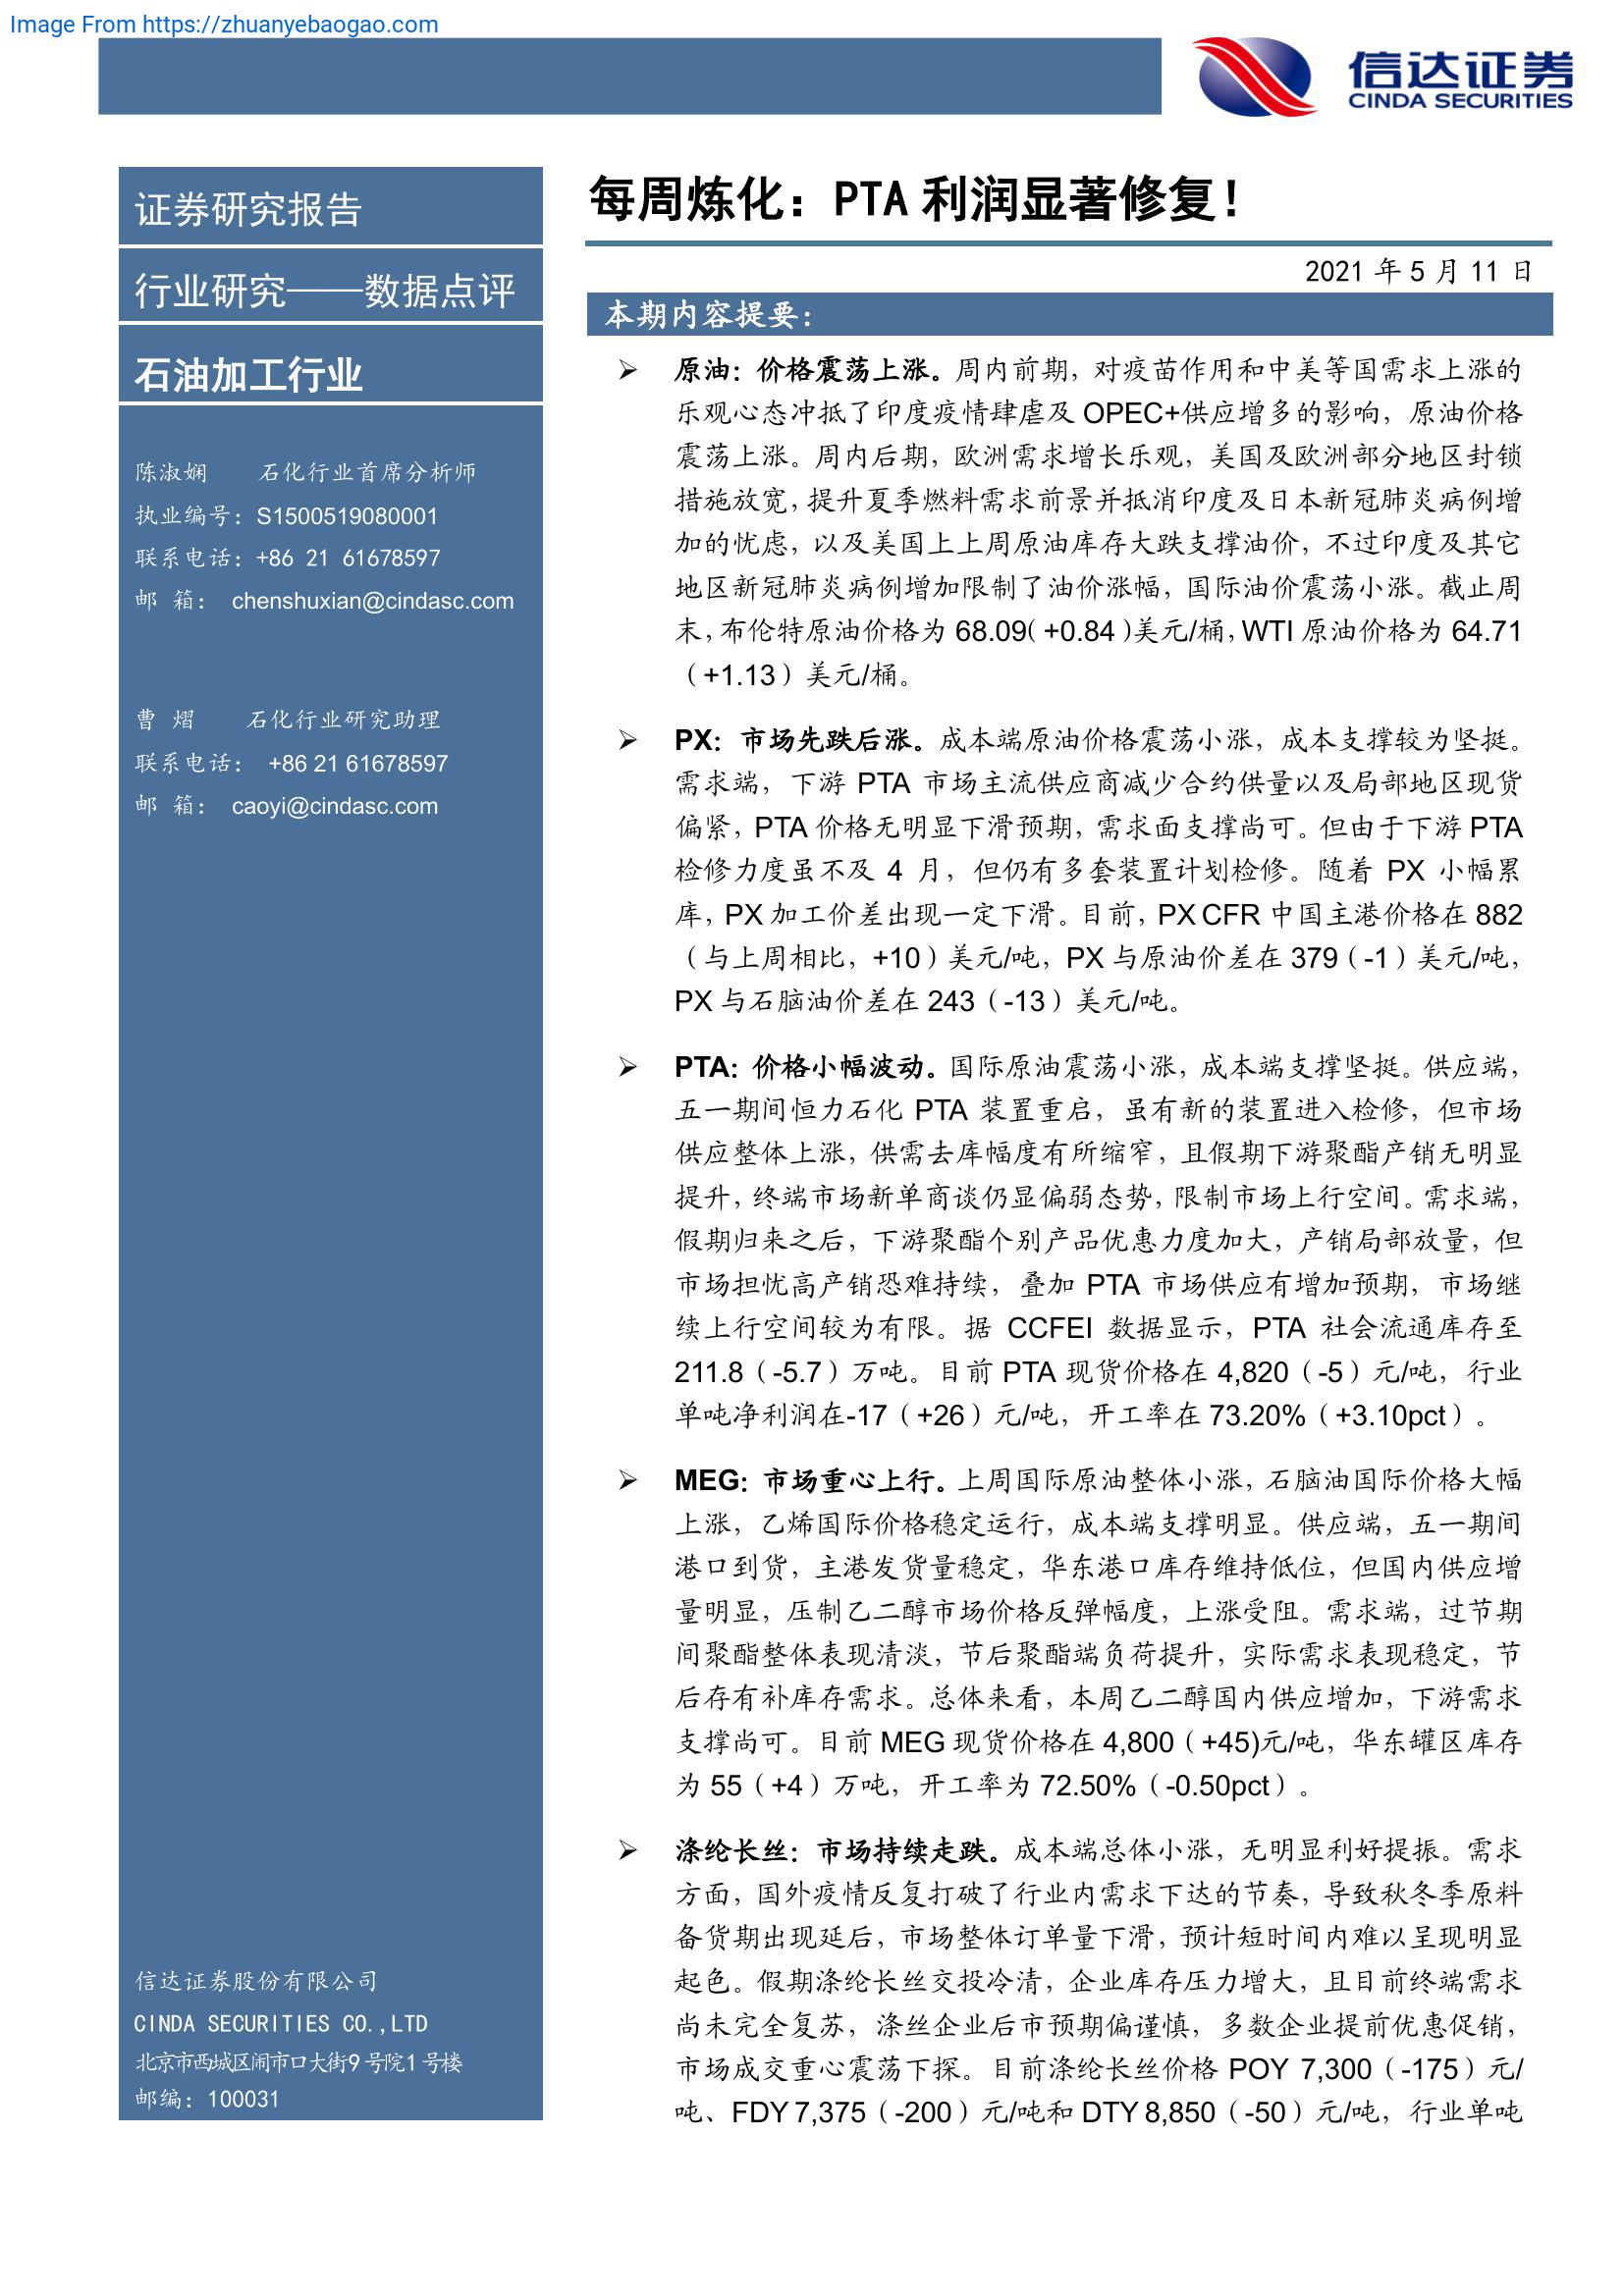 Image From https://zhuanyebaogao.com
信达证券
CINDA SECURITIES
证券研究报告
行业研究——数据点评
石油加工行业
陈淑娴 石化行业首席分析师
执业编号：S1500519080001
联系电话：+86 21 61678597
邮 箱： chenshuxian@cindasc.com
曹 熠 石化行业研究助理
联系电话： +86 21 61678597
邮 箱： caoyi@cindasc.com
信达证券股份有限公司
CINDA SECURITIES CO.,LTD
北京市西城区闹市口大街9号院1号楼
邮编：100031
每周炼化：PTA 利润显著修复！
2021 年 5 月 11 日
本期内容提要：
➢ 原油：价格震荡上涨。周内前期，对疫苗作用和中美等国需求上涨的
乐观心态冲抵了印度疫情肆虐及 OPEC+供应增多的影响，原油价格
震荡上涨。周内后期，欧洲需求增长乐观，美国及欧洲部分地区封锁
措施放宽，提升夏季燃料需求前景并抵消印度及日本新冠肺炎病例增
加的忧虑，以及美国上上周原油库存大跌支撑油价，不过印度及其它
地区新冠肺炎病例增加限制了油价涨幅，国际油价震荡小涨。截止周
末，布伦特原油价格为 68.09（+0.84）美元/桶，WTI 原油价格为 64.71
（+1.13）美元/桶。
➢ PX：市场先跌后涨。成本端原油价格震荡小涨，成本支撑较为坚挺。
需求端，下游 PTA 市场主流供应商减少合约供量以及局部地区现货
偏紧，PTA 价格无明显下滑预期，需求面支撑尚可。但由于下游 PTA
检修力度虽不及 4 月，但仍有多套装置计划检修。随着 PX 小幅累
库，PX 加工价差出现一定下滑。目前，PX CFR 中国主港价格在 882
（与上周相比，+10）美元/吨，PX 与原油价差在 379（-1）美元/吨，
PX 与石脑油价差在 243（-13）美元/吨。
➢ PTA：价格小幅波动。国际原油震荡小涨，成本端支撑坚挺。供应端，
五一期间恒力石化 PTA 装置重启，虽有新的装置进入检修，但市场
供应整体上涨，供需去库幅度有所缩窄，且假期下游聚酯产销无明显
提升，终端市场新单商谈仍显偏弱态势，限制市场上行空间。需求端，
假期归来之后，下游聚酯个别产品优惠力度加大，产销局部放量，但
市场担忧高产销恐难持续，叠加 PTA 市场供应有增加预期，市场继
续上行空间较为有限。据 CCFEI 数据显示，PTA 社会流通库存至
211.8（-5.7）万吨。目前 PTA 现货价格在 4,820（-5）元/吨，行业
单吨净利润在-17（+26）元/吨，开工率在 73.20%（+3.10pct）。
➢ MEG：市场重心上行。上周国际原油整体小涨，石脑油国际价格大幅
上涨，乙烯国际价格稳定运行，成本端支撑明显。供应端，五一期间
港口到货，主港发货量稳定，华东港口库存维持低位，但国内供应增
量明显，压制乙二醇市场价格反弹幅度，上涨受阻。需求端，过节期
间聚酯整体表现清淡，节后聚酯端负荷提升，实际需求表现稳定，节
后存有补库存需求。总体来看，本周乙二醇国内供应增加，下游需求
支撑尚可。目前 MEG 现货价格在 4,800（+45)元/吨，华东罐区库存
为 55（+4）万吨，开工率为 72.50%（-0.50pct）。
➢ 涤纶长丝：市场持续走跌。成本端总体小涨，无明显利好提振。需求
方面，国外疫情反复打破了行业内需求下达的节奏，导致秋冬季原料
备货期出现延后，市场整体订单量下滑，预计短时间内难以呈现明显
起色。假期涤纶长丝交投冷清，企业库存压力增大，且目前终端需求
尚未完全复苏，涤丝企业后市预期偏谨慎，多数企业提前优惠促销，
市场成交重心震荡下探。目前涤纶长丝价格 POY 7,300（-175）元/
吨、FDY 7,375（-200）元/吨和 DTY 8,850（-50）元/吨，行业单吨